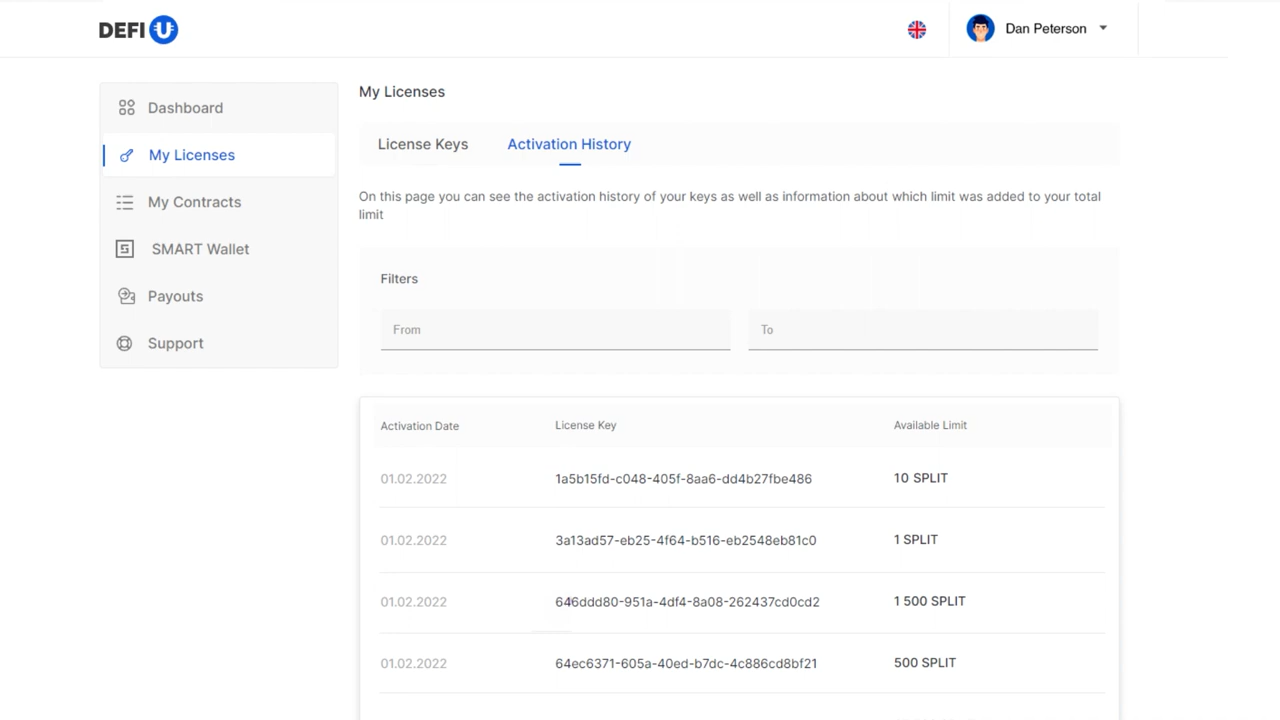 DEFI U
Dan Peterson
Dashboard
My Licenses
My Contracts
SMART Wallet
Payouts
Support
My Licenses
License Keys Activation History
On this page you can see the activation history of your keys as well as information about which limit was added to your total
limit
Filters
From To
Activation Date License Key Available Limit
01.02.2022 1a5b15fd-c048-405f-8aa6-dd4b27fbe486 10 SPLIT
01.02.2022 3a13ad57-eb25-4f64-b516-eb2548eb81c0 1 SPLIT
01.02.2022 646ddd80-951a-4df4-8a08-262437cd0cd2 1 500 SPLIT
01.02.2022 64ec6371-605a-40ed-b7dc-4c886cd8bf21 500 SPLIT